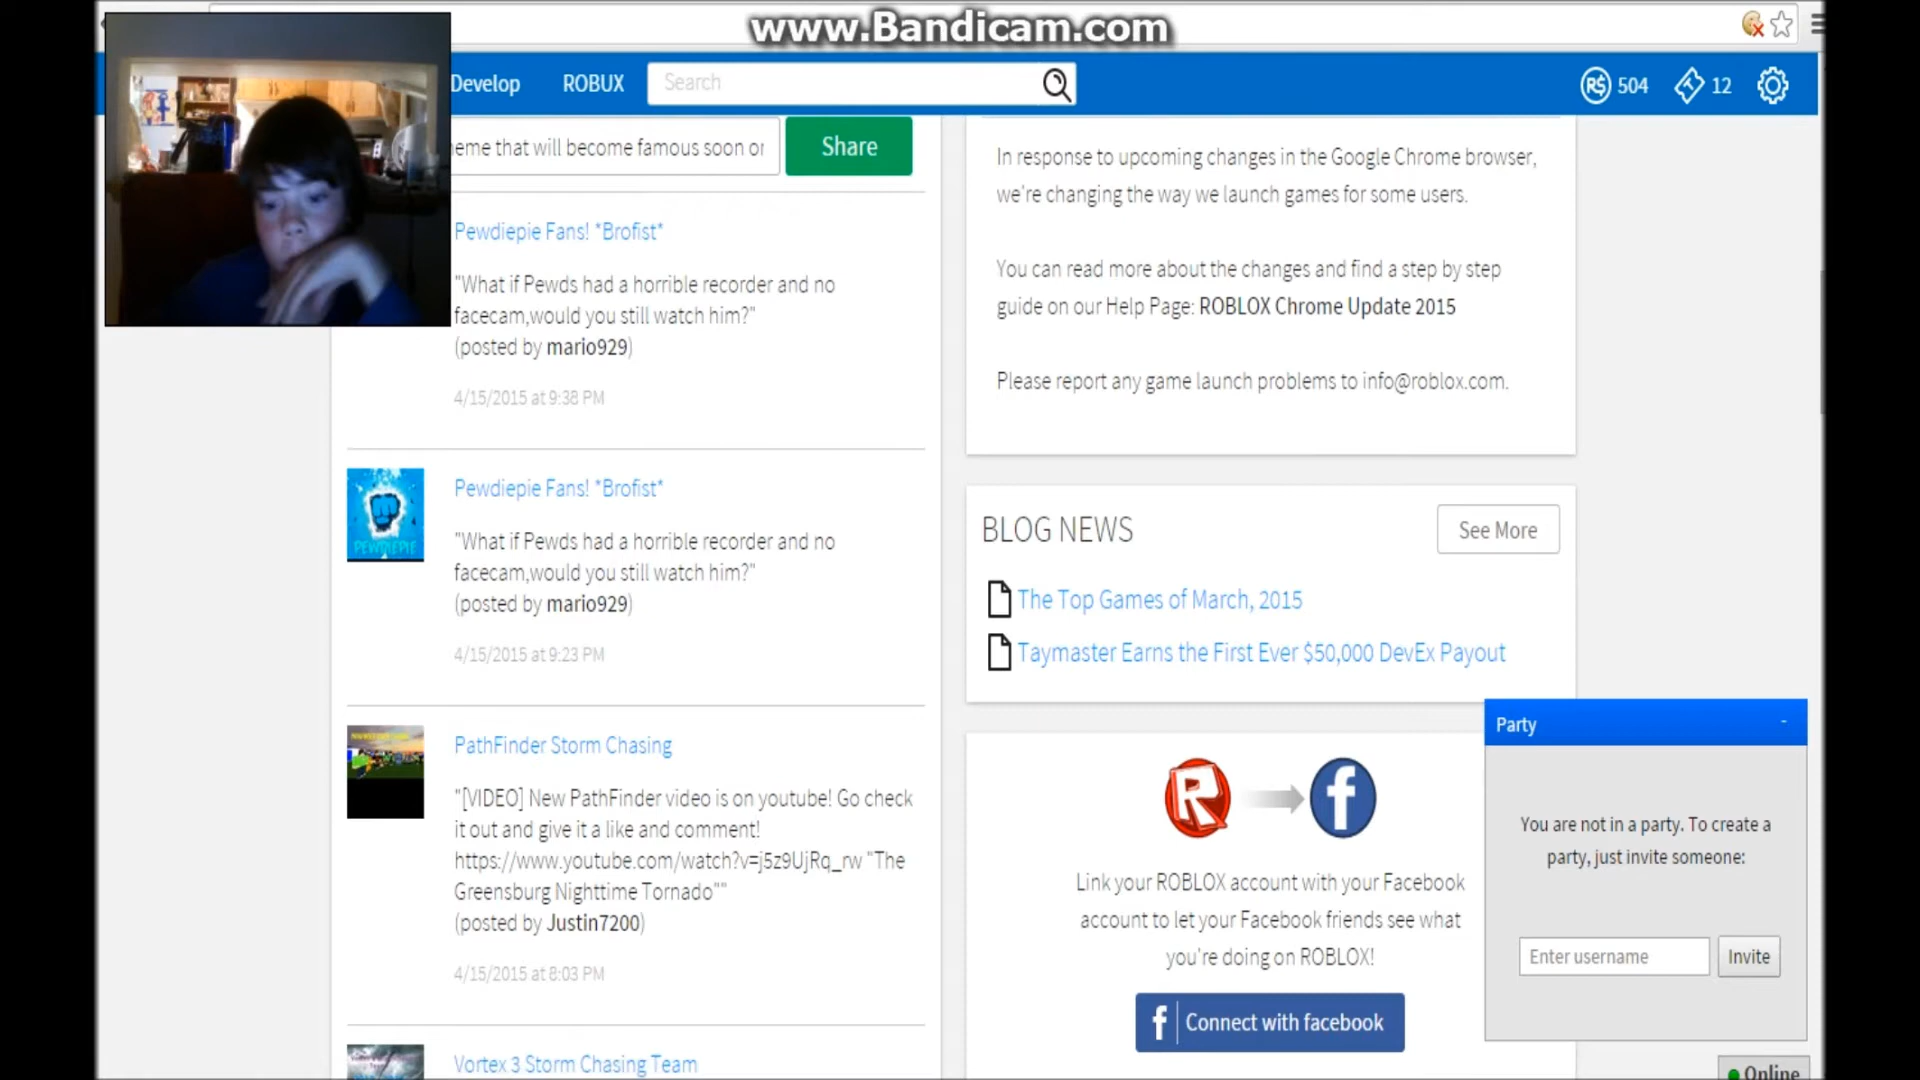 www.Bandicam.com
Develop
ROBUX
Search
R$ 504
12
eme that will become famous soon or
Share
Pewdiepie Fans! *Brofist*
"What if Pewds had a horrible recorder and no
facecam,would you still watch him?"
(posted by mario929)
4/15/2015 at 9:38 PM
Pewdiepie Fans! *Brofist*
"What if Pewds had a horrible recorder and no
facecam,would you still watch him?"
(posted by mario929)
4/15/2015 at 9:23 PM
PEWDIEPIE
PathFinder Storm Chasing
"[VIDEO] New PathFinder video is on youtube! Go check
it out and give it a like and comment!
https://www.youtube.com/watch?v=j5z9UjRq_rw "The
Greensburg Nighttime Tornado""
(posted by Justin7200)
4/15/2015 at 8:03 PM
Vortex 3 Storm Chasing Team
In response to upcoming changes in the Google Chrome browser,
we're changing the way we launch games for some users.
You can read more about the changes and find a step by step
guide on our Help Page: ROBLOX Chrome Update 2015
Please report any game launch problems to info@roblox.com.
BLOG NEWS
See More
The Top Games of March, 2015
Taymaster Earns the First Ever $50,000 DevEx Payout
R
f
Link your ROBLOX account with your Facebook
account to let your Facebook friends see what
you're doing on ROBLOX!
f Connect with facebook
Party
-
You are not in a party. To create a
party, just invite someone:
Enter username
Invite
Online